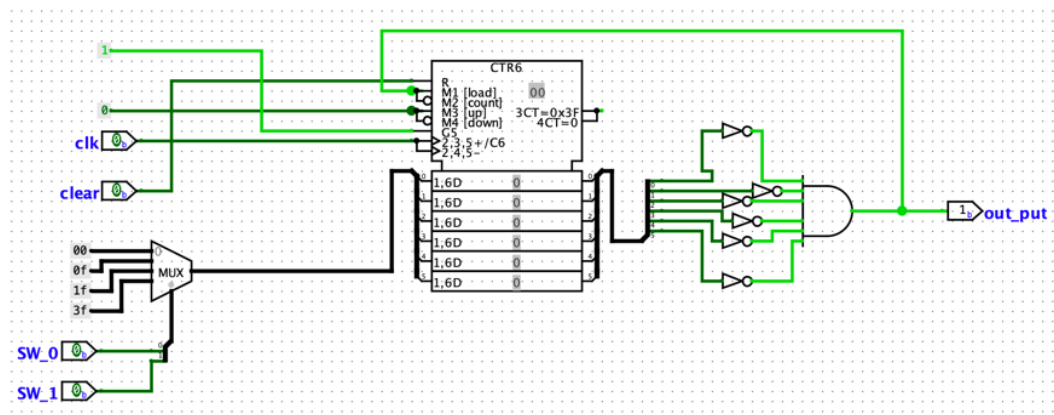 CTR6
1
R
M1 [load]
00
M2 [count]
0
M3 [up]
3CT=0x3F
M4 [down]
4CT=0
G5
clk
0b
2,3,5+/C6
2,4,5-
clear
0b
1,6D 0
1,6D 0
1,6D 0
1,6D 0
1,6D 0
1,6D 0
1b
out_put
00
0
0f
MUX
1f
3f
SW_0
0b
SW_1
0b